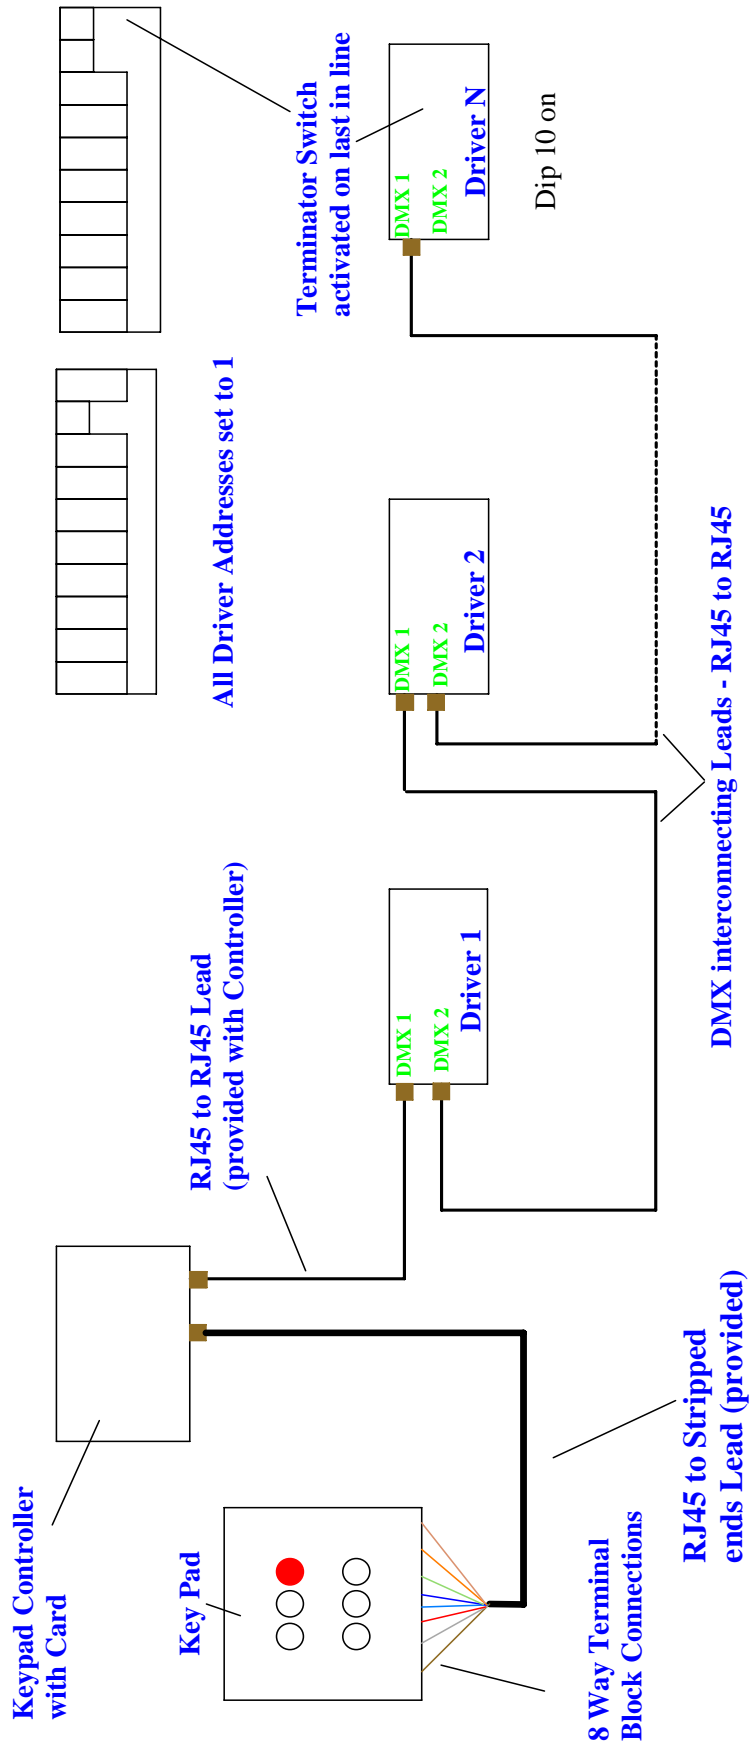 Keypad Controller
with Card
Key Pad
8 Way Terminal
Block Connections
RJ45 to Stripped
ends Lead (provided)
RJ45 to RJ45 Lead
(provided with Controller)
DMX 1
DMX 2
Driver 1
All Driver Addresses set to 1
DMX 1
DMX 2
Driver 2
DMX interconnecting Leads - RJ45 to RJ45
Terminator Switch
activated on last in line
DMX 1
DMX 2
Driver N
Dip 10 on